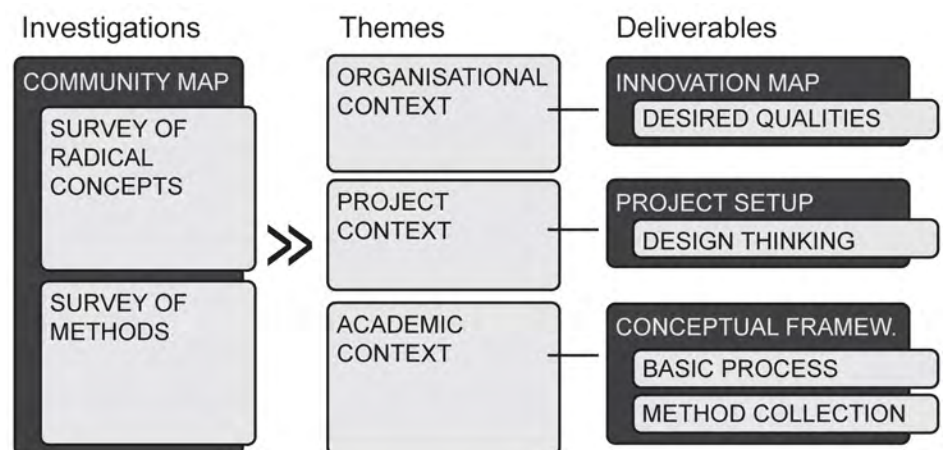 Investigations
COMMUNITY MAP
SURVEY OF
RADICAL
CONCEPTS
SURVEY OF
METHODS
Themes
ORGANISATIONAL
CONTEXT
PROJECT
CONTEXT
ACADEMIC
CONTEXT
Deliverables
INNOVATION MAP
DESIRED QUALITIES
PROJECT SETUP
DESIGN THINKING
CONCEPTUAL FRAMEW.
BASIC PROCESS
METHOD COLLECTION